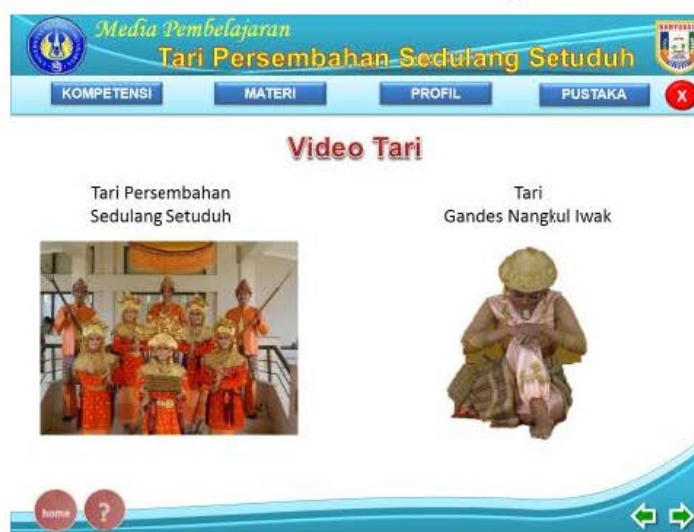 Media Pembelajaran
Tari Persembahan Sedulang Setuduh
KOMPETENSI
MATERI
PROFIL
PUSTAKA
X
Video Tari
Tari Persembahan
Sedulang Setuduh
Tari
Gandes Nangkul Iwak
home
?